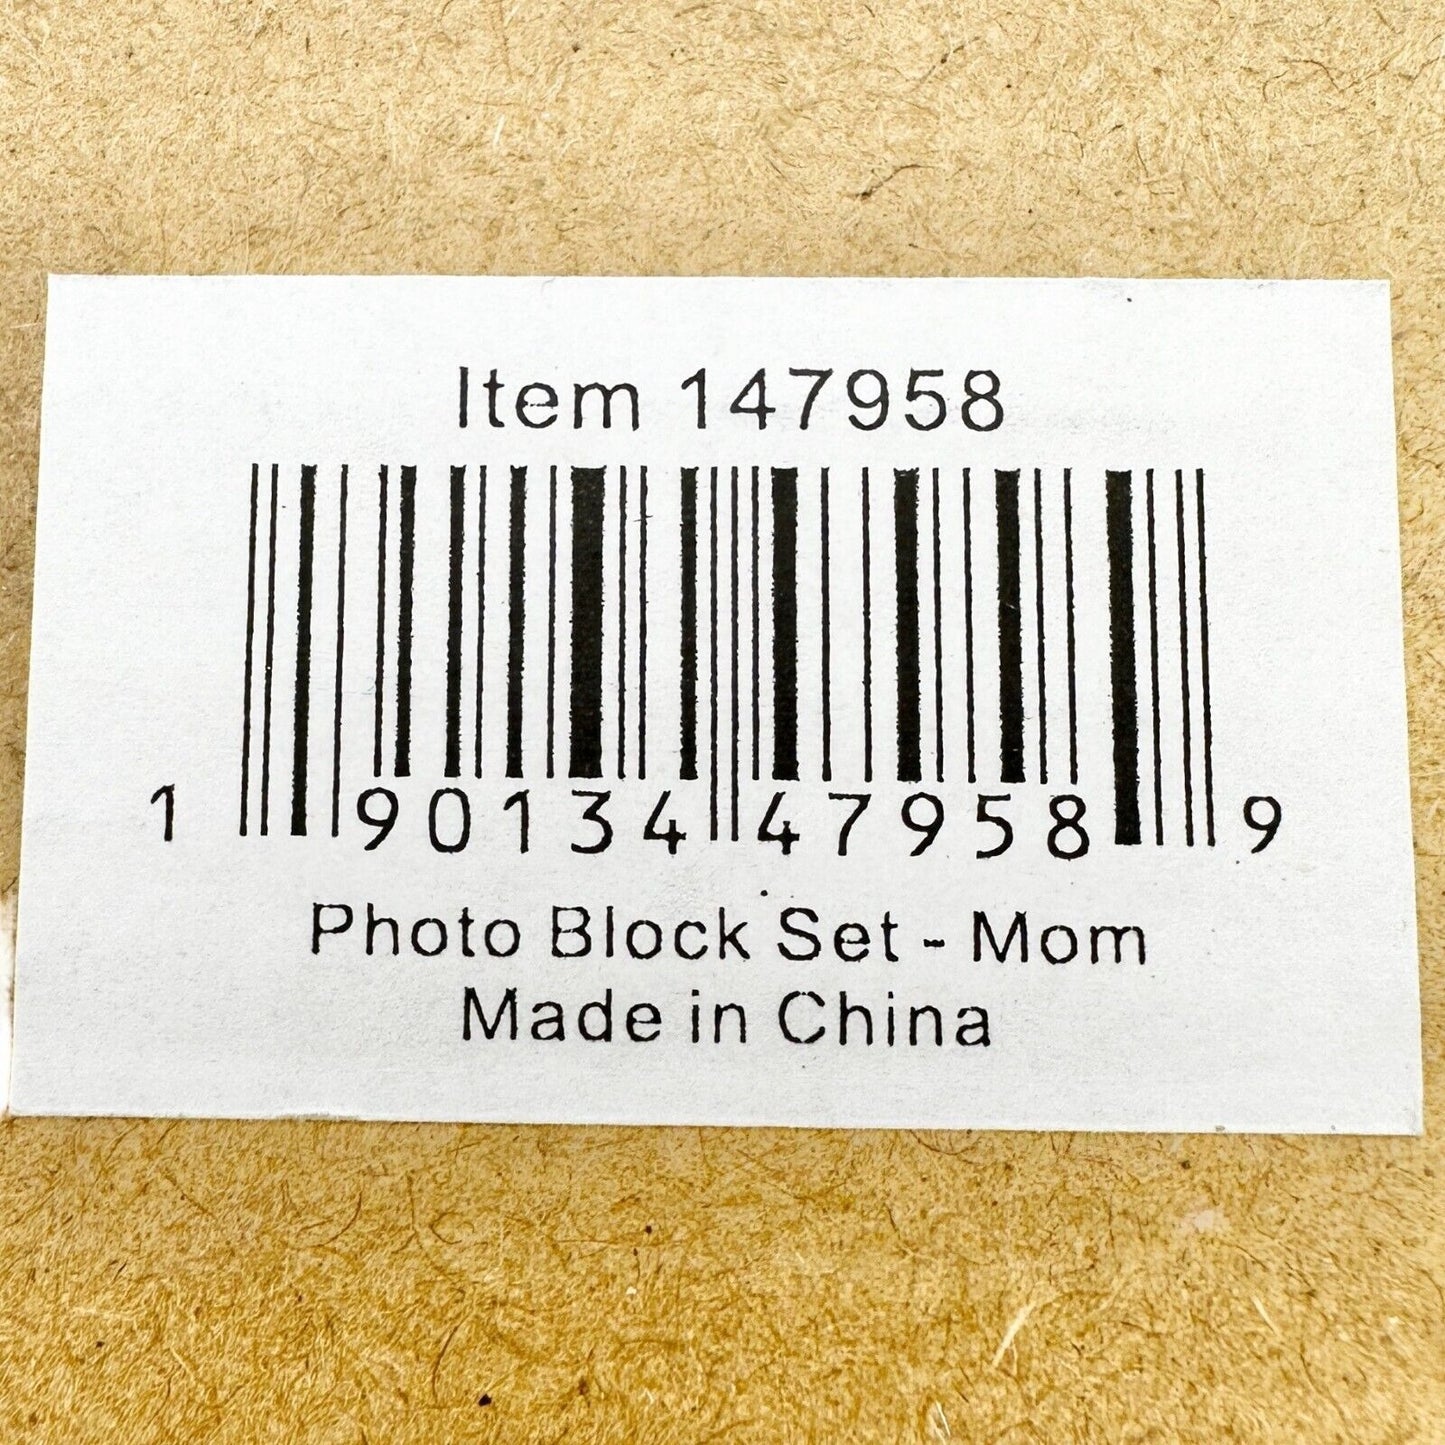 Item 147958
1 90134 47958 9
Photo Block Set - Mom
Made in China